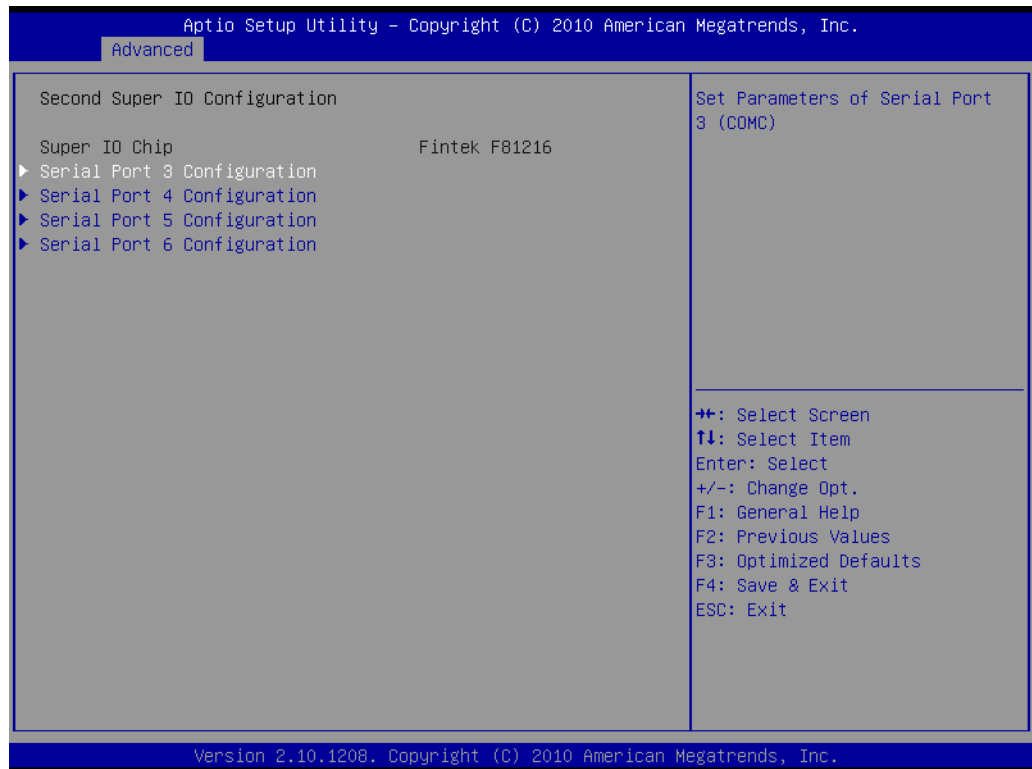 Aptio Setup Utility – Copyright (C) 2010 American Megatrends, Inc.
Advanced
Second Super IO Configuration
Super IO Chip Fintek F81216
Serial Port 3 Configuration
Serial Port 4 Configuration
Serial Port 5 Configuration
Serial Port 6 Configuration
Set Parameters of Serial Port
3 (COMC)
→←: Select Screen
↑↓: Select Item
Enter: Select
+/-: Change Opt.
F1: General Help
F2: Previous Values
F3: Optimized Defaults
F4: Save & Exit
ESC: Exit
Version 2.10.1208. Copyright (C) 2010 American Megatrends, Inc.